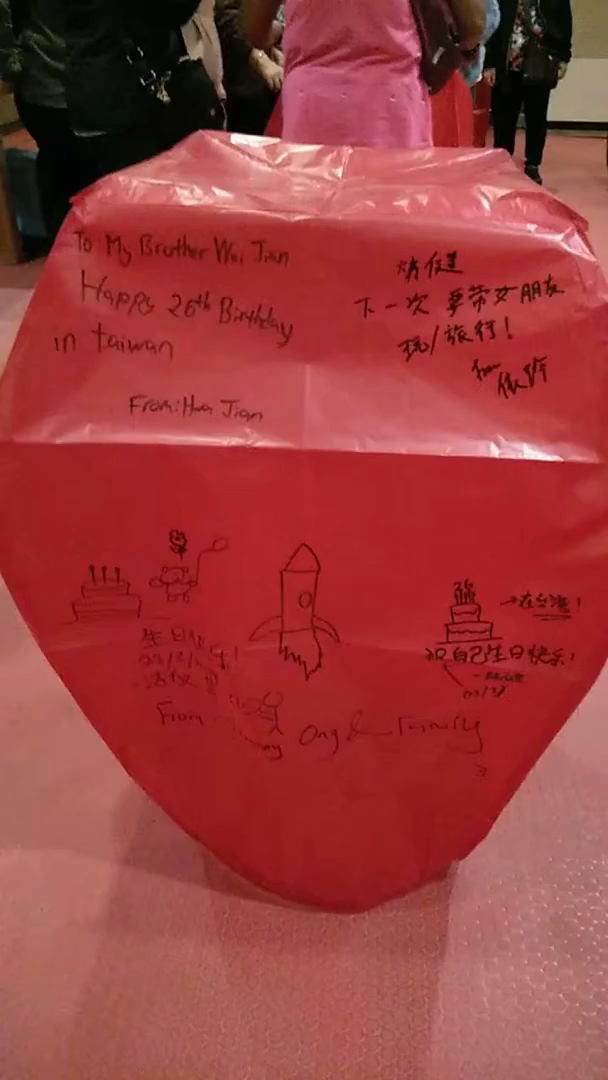 To My Brother Wei Jian
Happy 26th Birthday
in taiwan
From: Hua Jian
下一次 要带女朋友
玩/旅行!
生日快乐!
From
Ong & Family
→在台湾!
祝自己生日快乐!